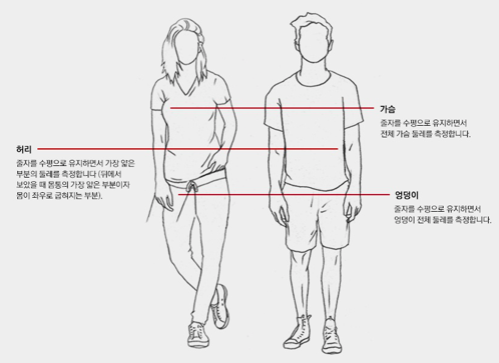 가슴
줄자를 수평으로 유지하면서
전체 가슴 둘레를 측정합니다.
허리
줄자를 수평으로 유지하면서 가장 얇은
부분의 둘레를 측정합니다 (뒤에서
보았을 때 몸통의 가장 얇은 부분이자
몸이 좌우로 굽혀지는 부분).
엉덩이
줄자를 수평으로 유지하면서
엉덩이 전체 둘레를 측정합니다.